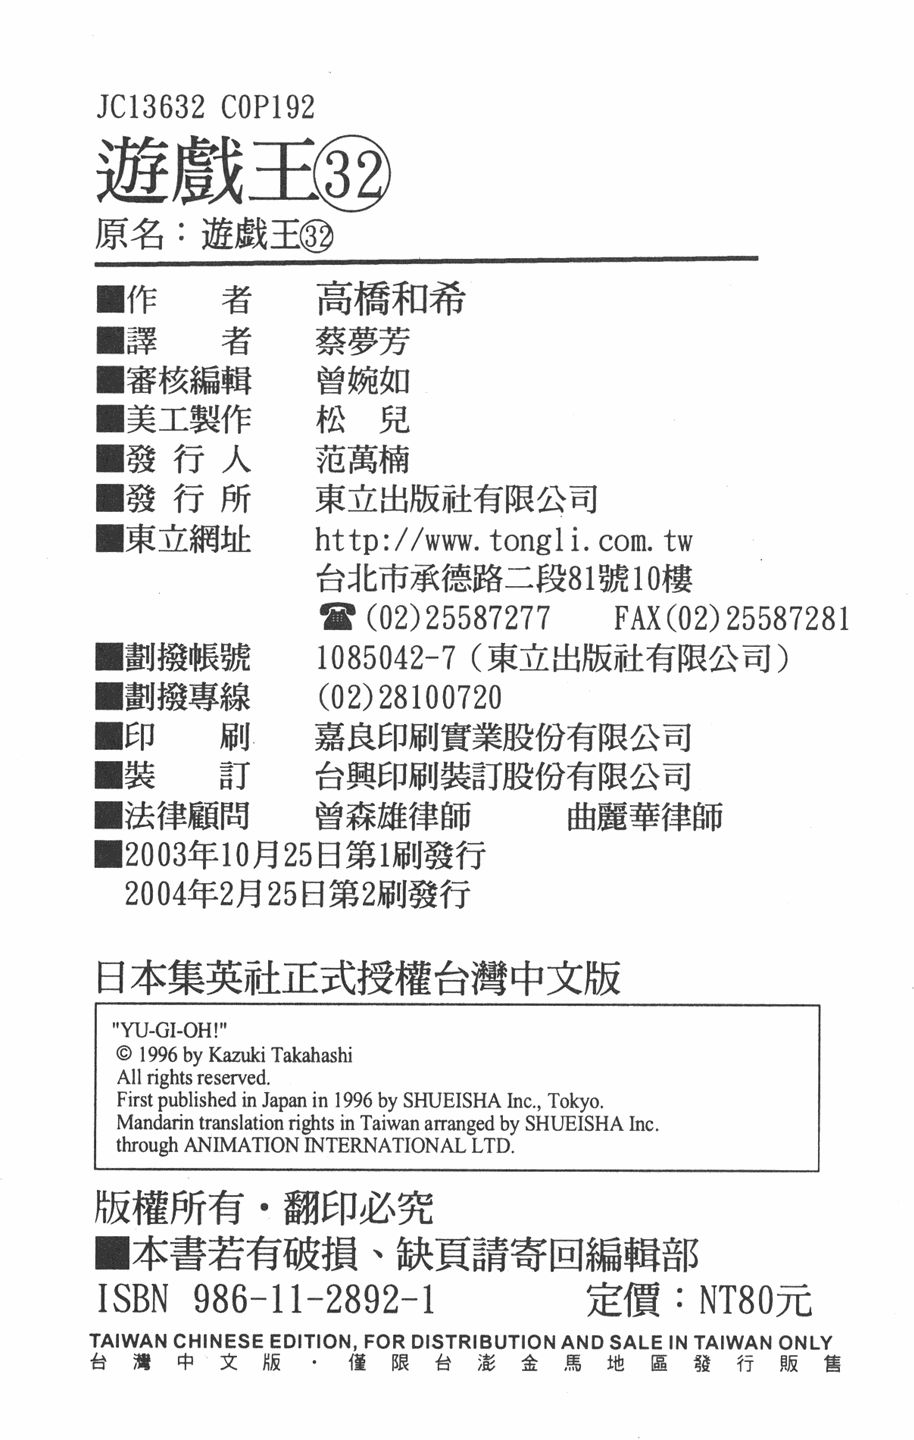 JC13632 C0P192
遊戲王㉜
原名：遊戯王㉜
■作　　者　高橋和希
■譯　　者　蔡夢芳
■審核編輯　曾婉如
■美工製作　松　兒
■發 行 人　范萬楠
■發 行 所　東立出版社有限公司
■東立網址　http://www.tongli.com.tw
台北市承德路二段81號10樓
☎(02)25587277　FAX(02)25587281
■劃撥帳號　1085042-7（東立出版社有限公司）
■劃撥專線　(02)28100720
■印　　刷　嘉良印刷實業股份有限公司
■裝　　訂　台興印刷裝訂股份有限公司
■法律顧問　曾森雄律師　曲麗華律師
■2003年10月25日第1刷發行
2004年2月25日第2刷發行
日本集英社正式授權台灣中文版
"YU-GI-OH!"
© 1996 by Kazuki Takahashi
All rights reserved.
First published in Japan in 1996 by SHUEISHA Inc., Tokyo.
Mandarin translation rights in Taiwan arranged by SHUEISHA Inc.
through ANIMATION INTERNATIONAL LTD.
版權所有・翻印必究
■本書若有破損、缺頁請寄回編輯部
ISBN 986-11-2892-1　定價：NT80元
TAIWAN CHINESE EDITION, FOR DISTRIBUTION AND SALE IN TAIWAN ONLY
台灣中文版・僅限台澎金馬地區發行販售